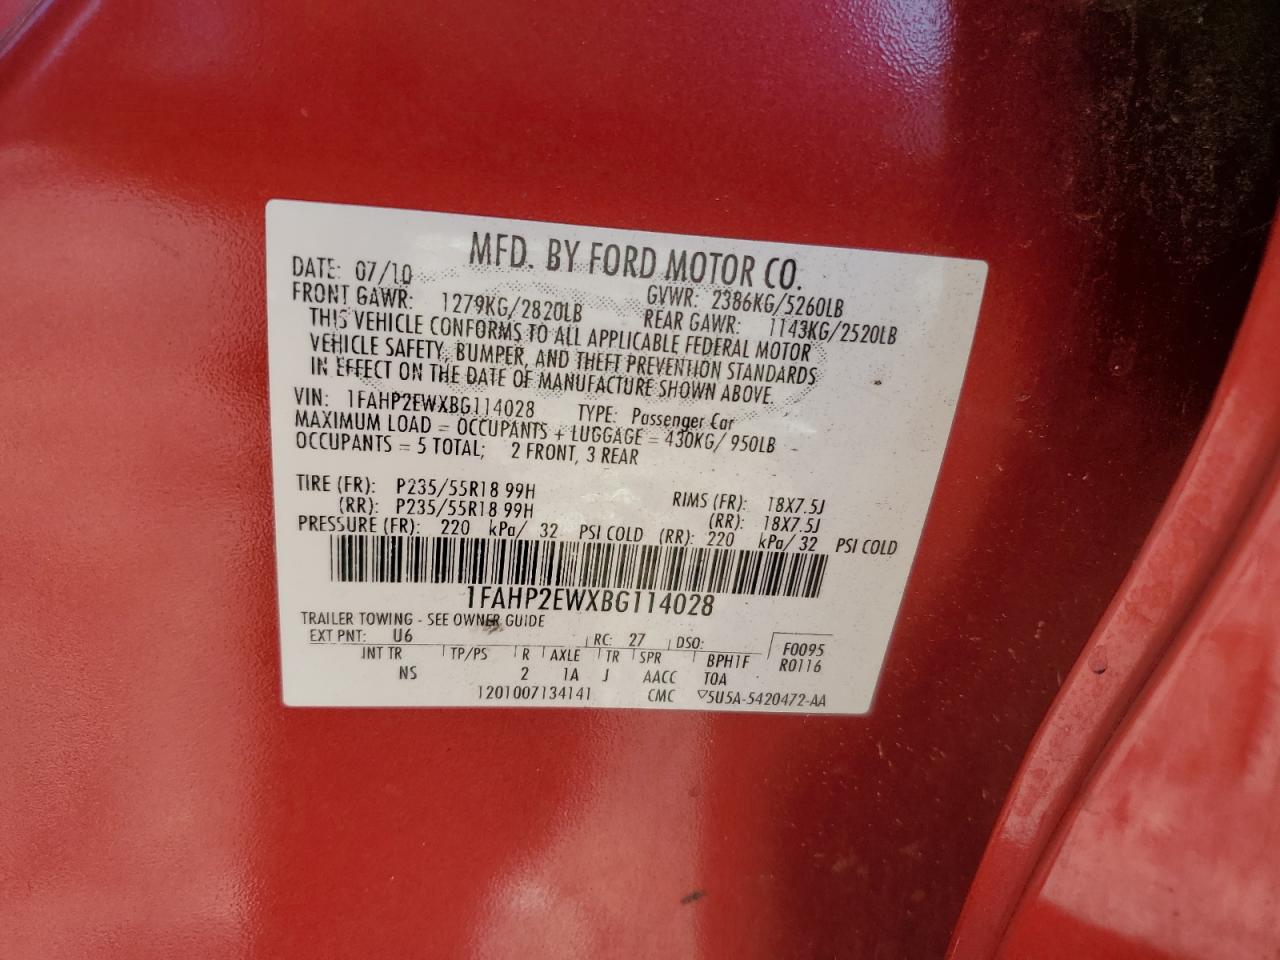 MFD. BY FORD MOTOR CO.
DATE: 07/10 GVWR: 2386KG/5260LB
FRONT GAWR: 1279KG/2820LB REAR GAWR: 1143KG/2520LB
THIS VEHICLE CONFORMS TO ALL APPLICABLE FEDERAL MOTOR
VEHICLE SAFETY, BUMPER, AND THEFT PREVENTION STANDARDS
IN EFFECT ON THE DATE OF MANUFACTURE SHOWN ABOVE.
VIN: 1FAHP2EWXBG114028 TYPE: Passenger Car
MAXIMUM LOAD = OCCUPANTS + LUGGAGE = 430KG/ 950LB
OCCUPANTS = 5 TOTAL; 2 FRONT, 3 REAR
TIRE (FR): P235/55R18 99H RIMS (FR): 18X7.5J
(RR): P235/55R18 99H (RR): 18X7.5J
PRESSURE (FR): 220 kPa/ 32 PSI COLD (RR): 220 kPa/ 32 PSI COLD
1FAHP2EWXBG114028
TRAILER TOWING - SEE OWNER GUIDE
EXT PNT: U6 RC: 27 DSO: F0095
INT TR TP/PS R AXLE TR SPR BPH1F R0116
NS 2 1A J AACC TOA
1201007134141 CMC ▽5U5A-5420472-AA